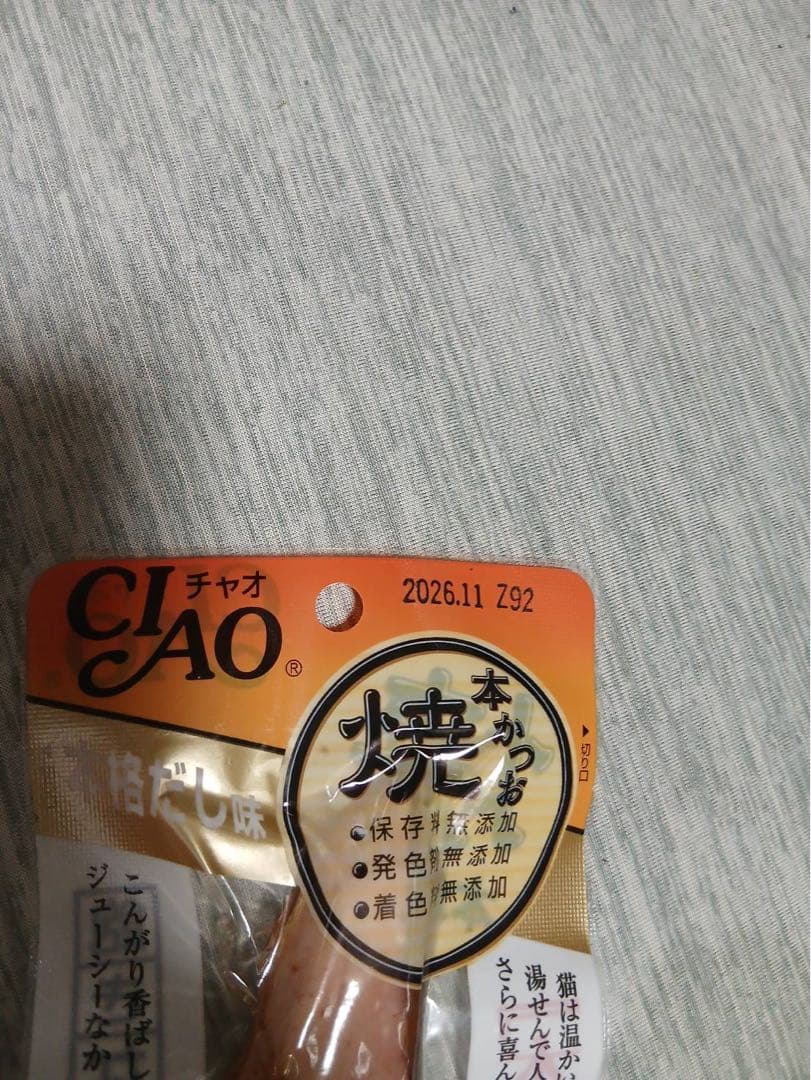 CIAO
チャオ
®
2026.11 Z92
焼
本かつお
切り口
本格だし味
●保存料無添加
●発色剤無添加
●着色料無添加
こんがり香ばし
ジューシーなか
猫は温か
湯せんで人
さらに喜ん